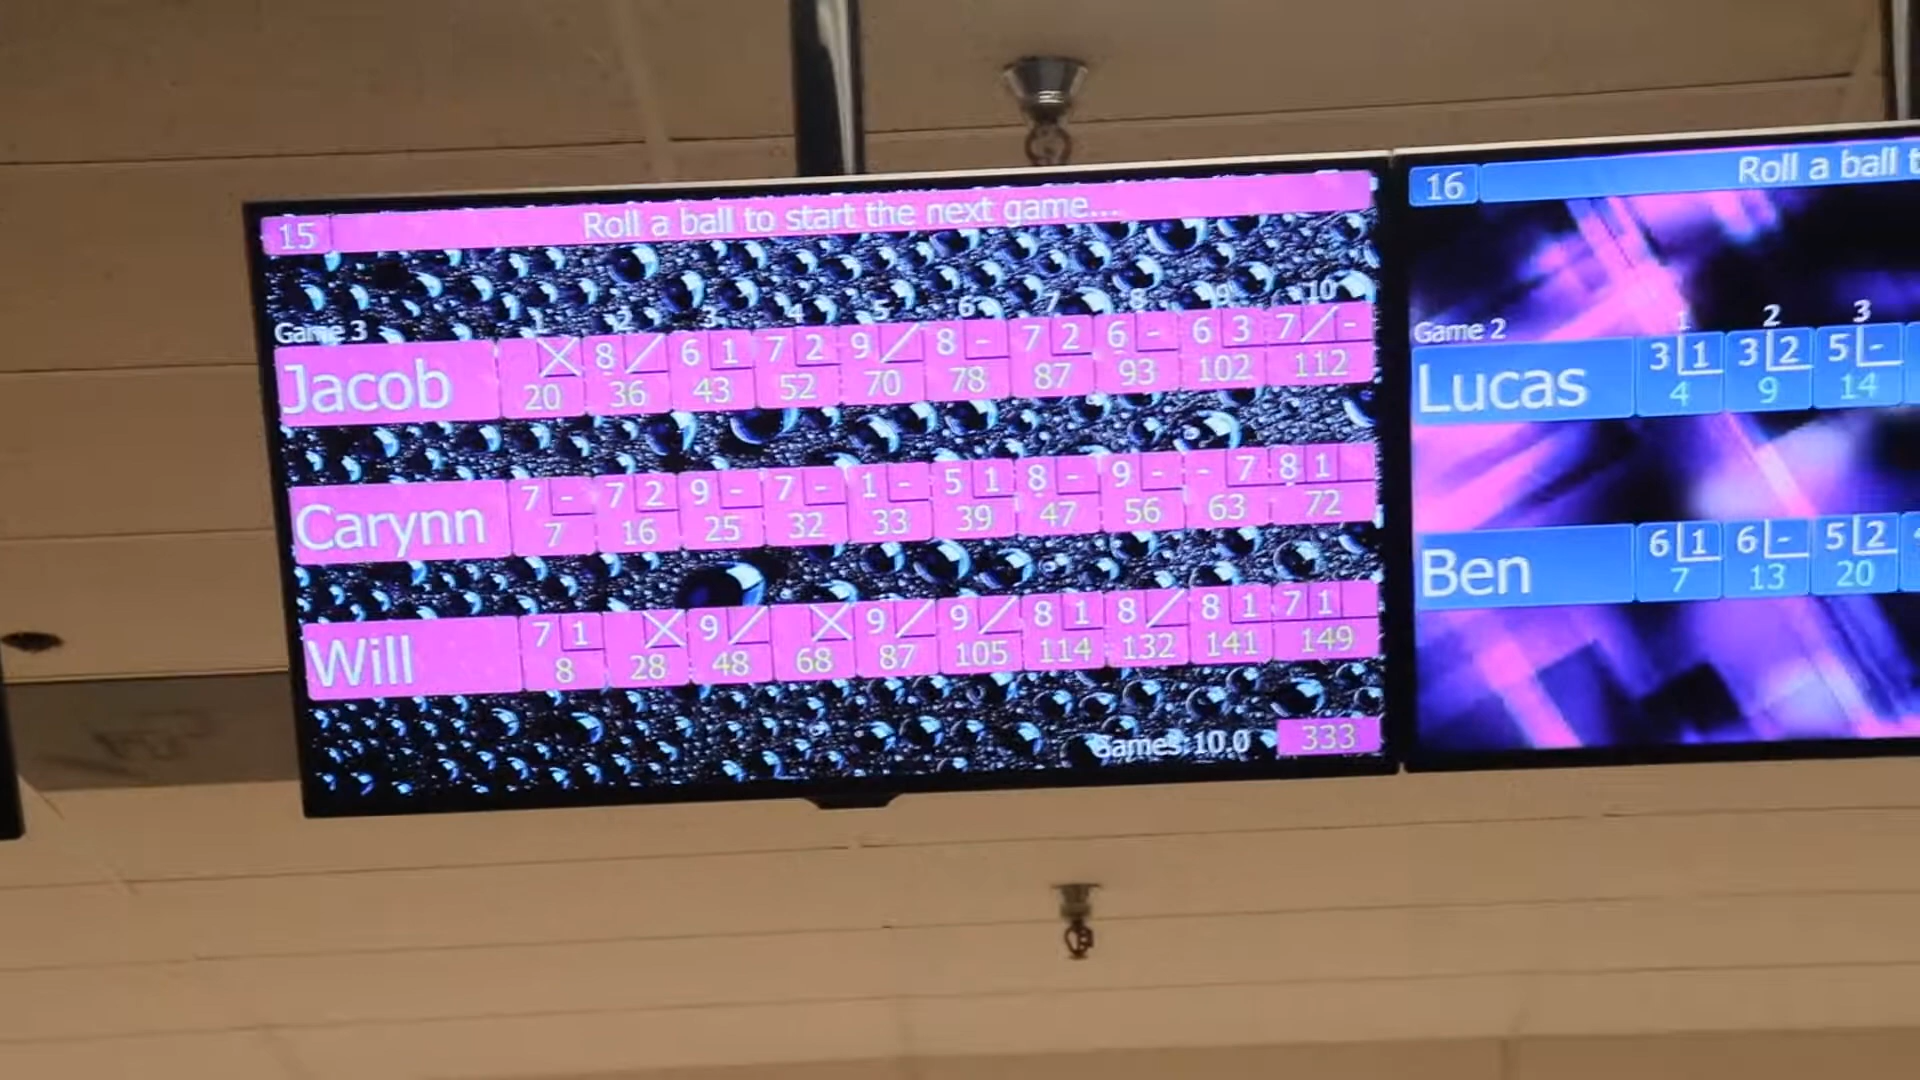 15 Roll a ball to start the next game...
Game 3 1 2 3 4 5 6 7 8 9 10
Jacob X 8 / 6 1 7 2 9 / 8 - 7 2 6 - 6 3 7 / -
20 36 43 52 70 78 87 93 102 112
Carynn 7 - 7 2 9 - 7 - 1 - 5 1 8 - 9 - - 7 8 1
7 16 25 32 33 39 47 56 63 72
Will 7 1 X 9 / X 9 / 9 / 8 1 8 / 8 1 7 1
8 28 48 68 87 105 114 132 141 149
Games:10.0 333
16 Roll a ball t
Game 2 1 2 3
Lucas 3 1 3 2 5 -
4 9 14
Ben 6 1 6 - 5 2
7 13 20